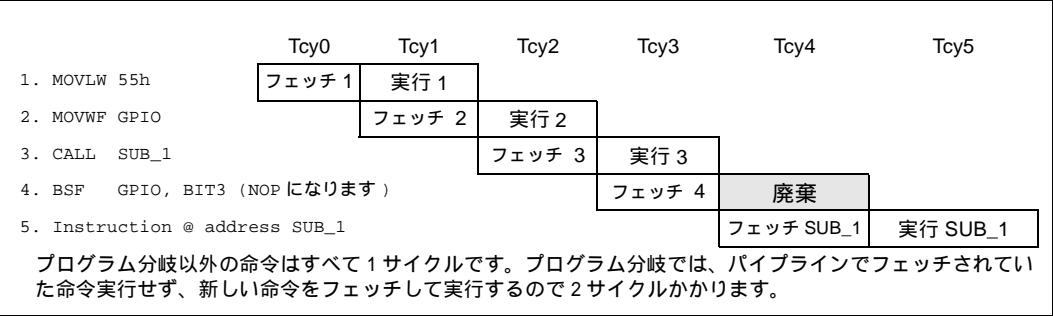 Tcy0 Tcy1 Tcy2 Tcy3 Tcy4 Tcy5
1. MOVLW 55h フェッチ 1 実行 1
2. MOVWF GPIO フェッチ 2 実行 2
3. CALL SUB_1 フェッチ 3 実行 3
4. BSF GPIO, BIT3 (NOP になります ) フェッチ 4 廃棄
5. Instruction @ address SUB_1 フェッチ SUB_1 実行 SUB_1
プログラム分岐以外の命令はすべて 1 サイクルです。プログラム分岐では、パイプラインでフェッチされてい
た命令実行せず、新しい命令をフェッチして実行するので 2 サイクルかかります。